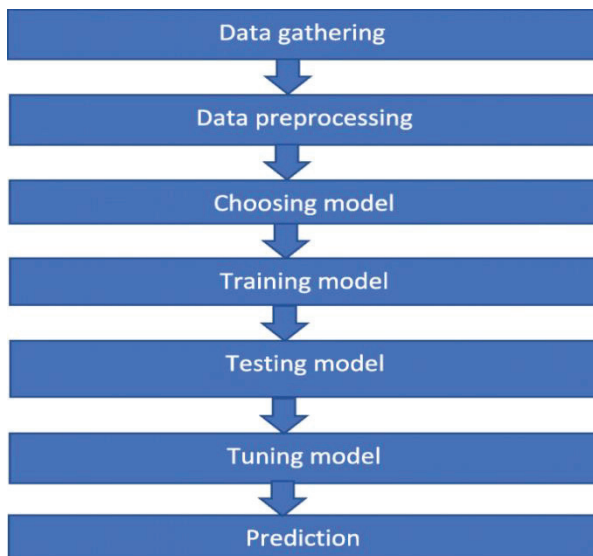 Data gathering
Data preprocessing
Choosing model
Training model
Testing model
Tuning model
Prediction